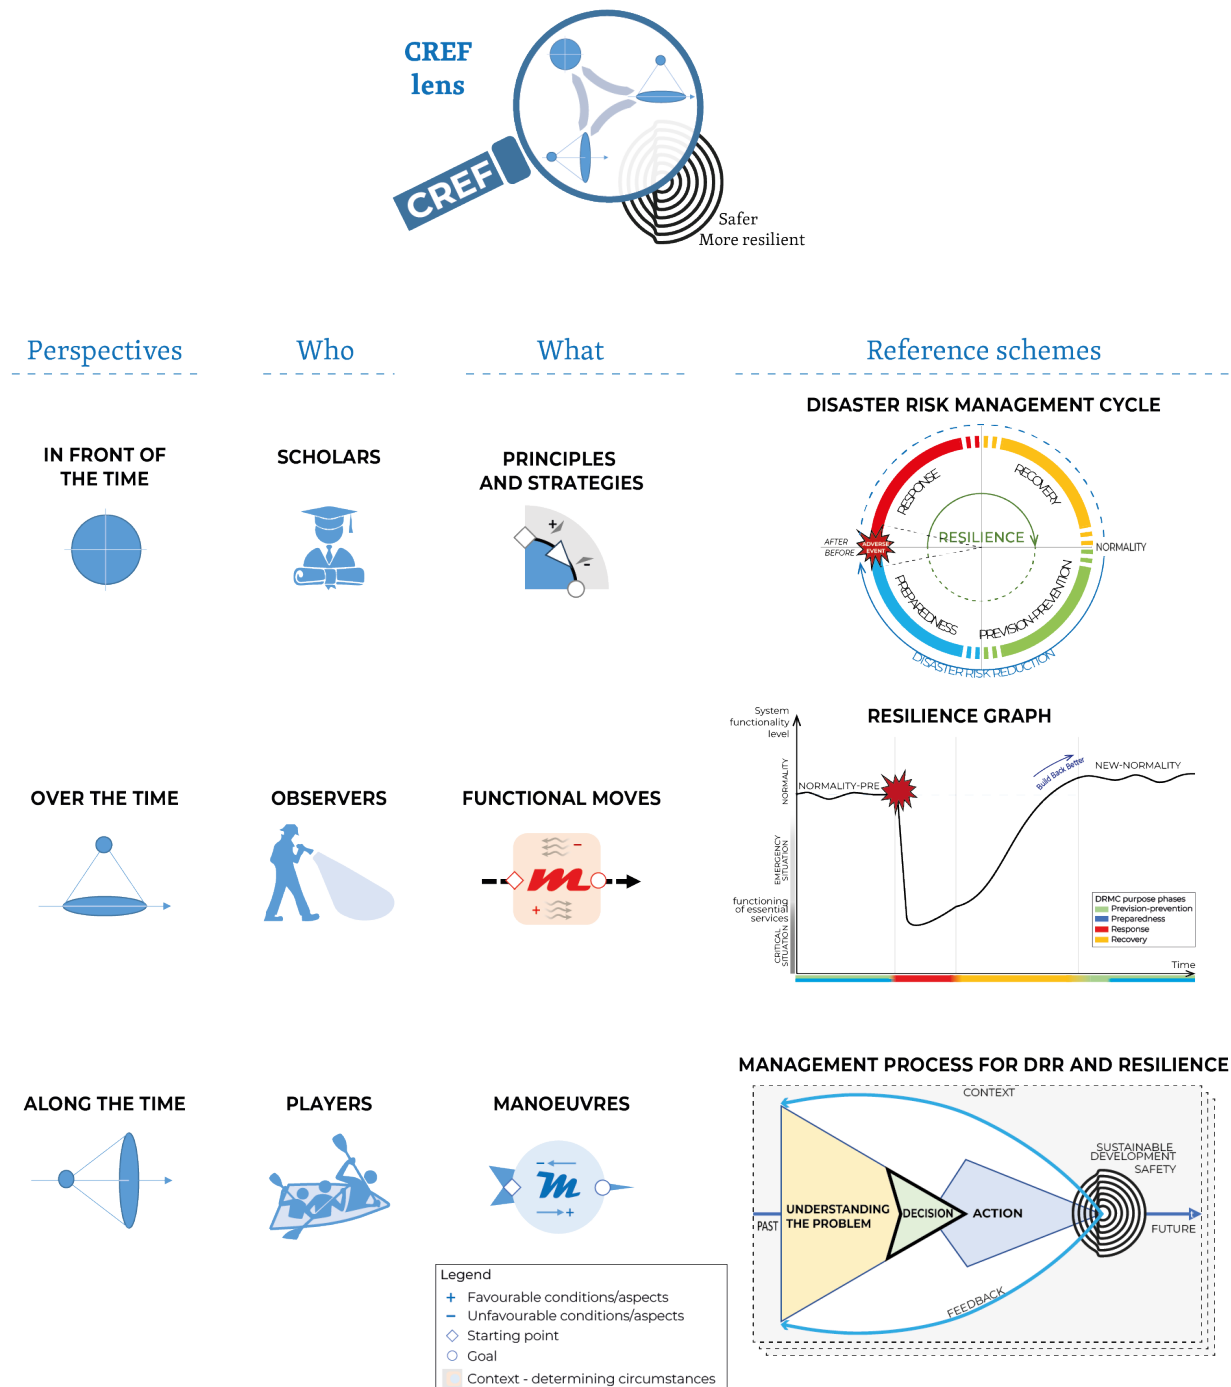 CREF
lens
CREF
Safer
More resilient
Perspectives
Who
What
Reference schemes
IN FRONT OF
THE TIME
SCHOLARS
PRINCIPLES
AND STRATEGIES
+
-
DISASTER RISK MANAGEMENT CYCLE
RESPONSE
RECOVERY
RESILIENCE
AFTER
BEFORE
ADVERSE
EVENT
NORMALITY
PREPAREDNESS
PREVISION-PREVENTION
DISASTER RISK REDUCTION
OVER THE TIME
OBSERVERS
FUNCTIONAL MOVES
-
m
+
RESILIENCE GRAPH
System
functionality
level
NORMALITY
NORMALITY-PRE
Build Back Better
NEW-NORMALITY
EMERGENCY
SITUATION
functioning
of essential
services
CRITICAL
SITUATION
DRMC purpose phases
Prevision-prevention
Preparedness
Response
Recovery
Time
ALONG THE TIME
PLAYERS
MANOEUVRES
-
m
+
MANAGEMENT PROCESS FOR DRR AND RESILIENCE
CONTEXT
SUSTAINABLE
DEVELOPMENT
SAFETY
UNDERSTANDING
THE PROBLEM
DECISION
ACTION
PAST
t
FUTURE
FEEDBACK
Legend
+ Favourable conditions/aspects
- Unfavourable conditions/aspects
Starting point
Goal
Context - determining circumstances